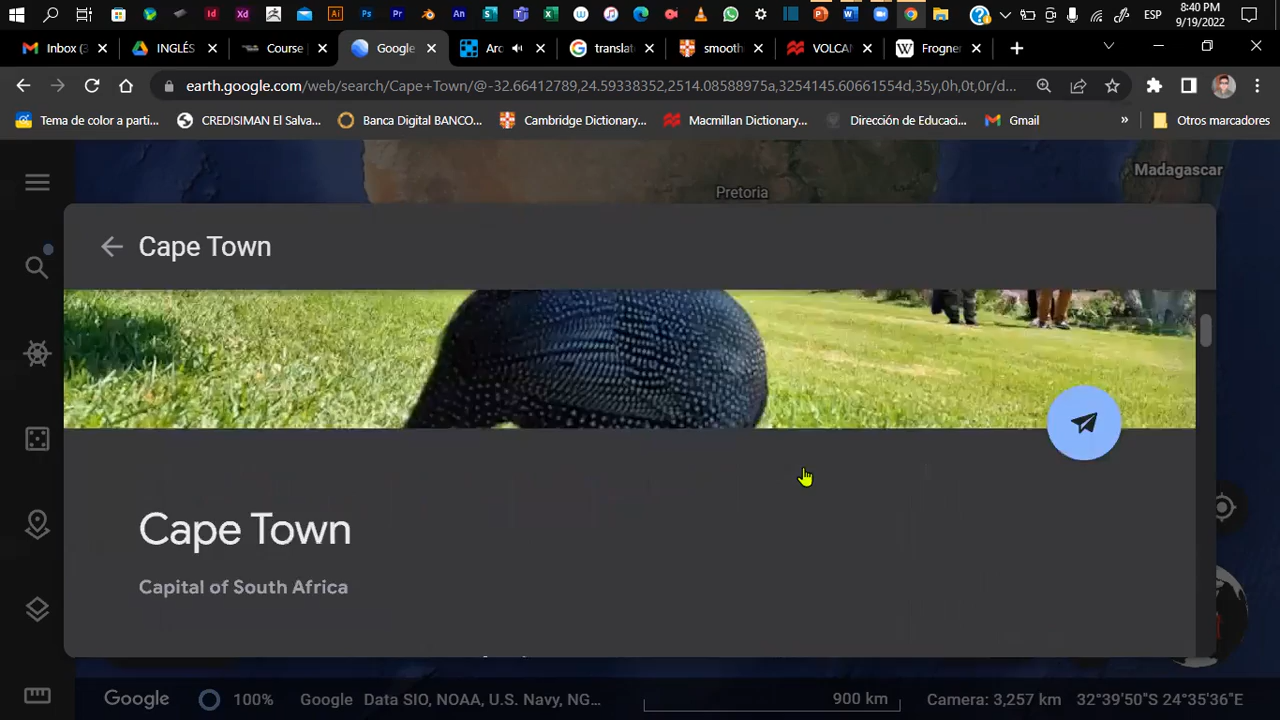 8:40 PM
ESP
9/19/2022
Inbox (3
INGLÉS
Course
Google
Arc
translat
smooth
VOLCAN
Frogner
earth.google.com/web/search/Cape+Town/@-32.66412789,24.59338352,2514.08588975a,3254145.60661554d,35y,0h,0t,0r/d...
Tema de color a parti...
CREDISIMAN El Salva...
Banca Digital BANCO...
Cambridge Dictionary...
Macmillan Dictionary...
Dirección de Educaci...
Gmail
»
Otros marcadores
Madagascar
Pretoria
Cape Town
Cape Town
Capital of South Africa
Google
100%
Google
Data SIO, NOAA, U.S. Navy, NG...
900 km
Camera: 3,257 km
32°39'50"S 24°35'36"E